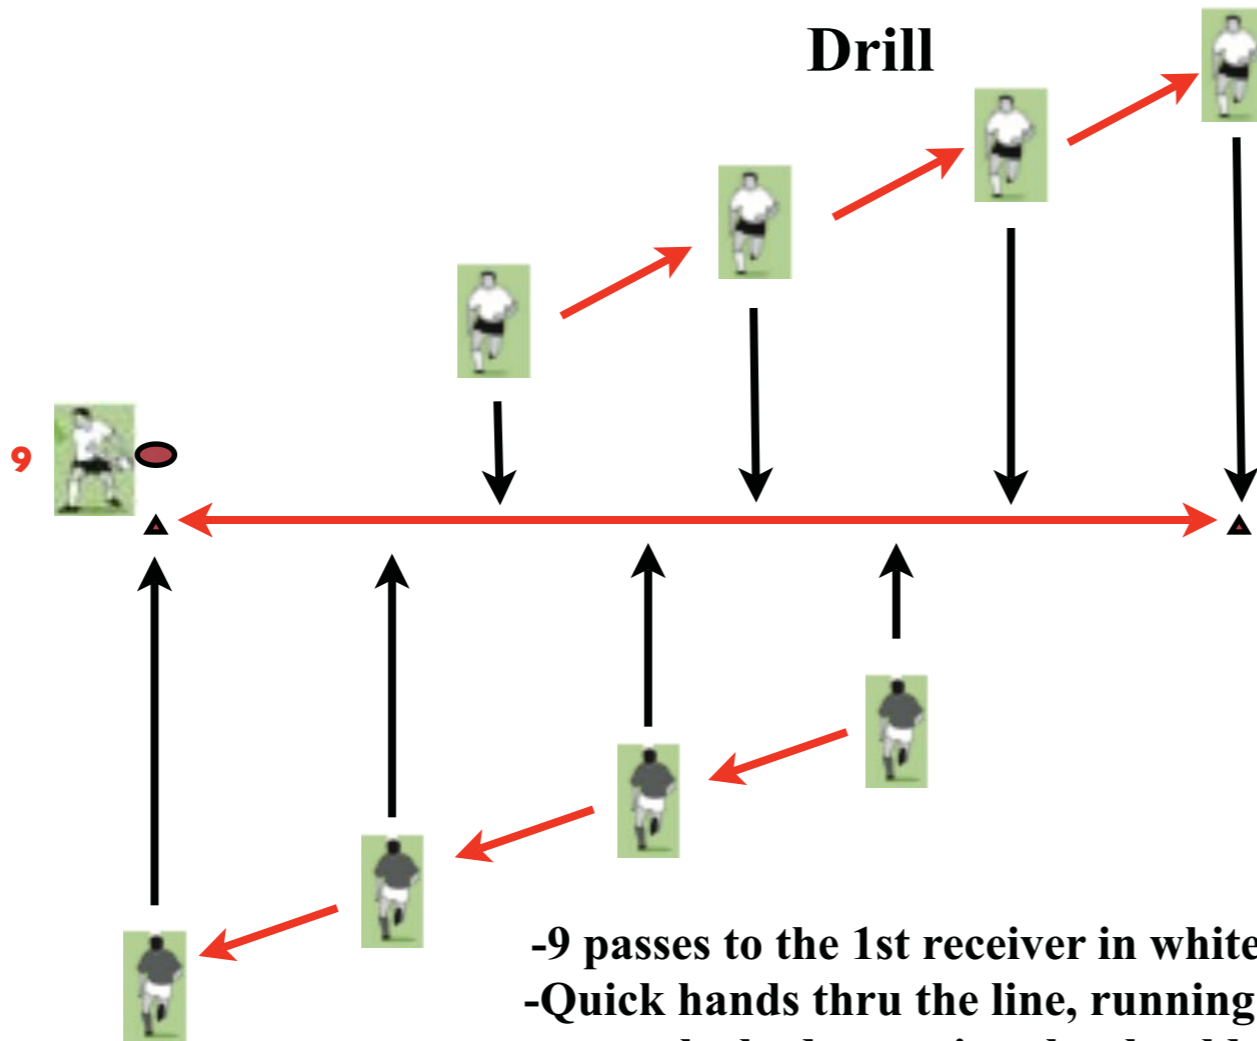 Drill
9
-9 passes to the 1st receiver in white
-Quick hands thru the line, running